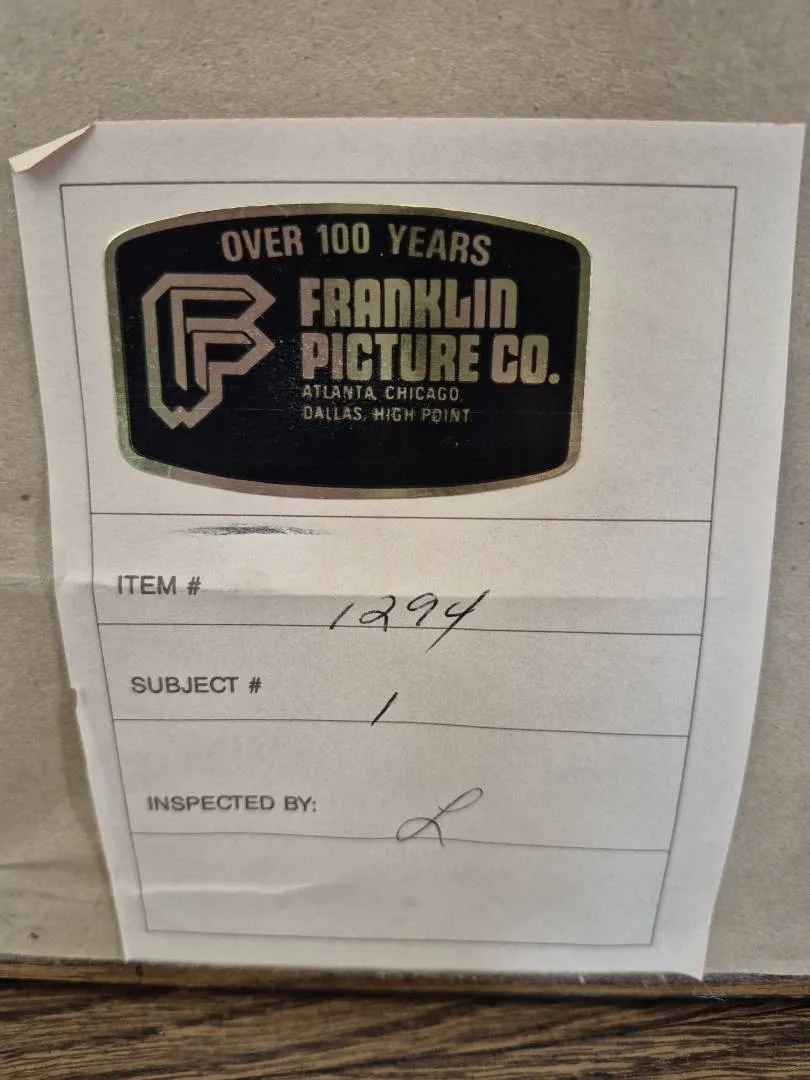 OVER 100 YEARS
FRANKLIN
PICTURE CO.
ATLANTA, CHICAGO,
DALLAS, HIGH POINT
ITEM # 1294
SUBJECT # 1
INSPECTED BY: L